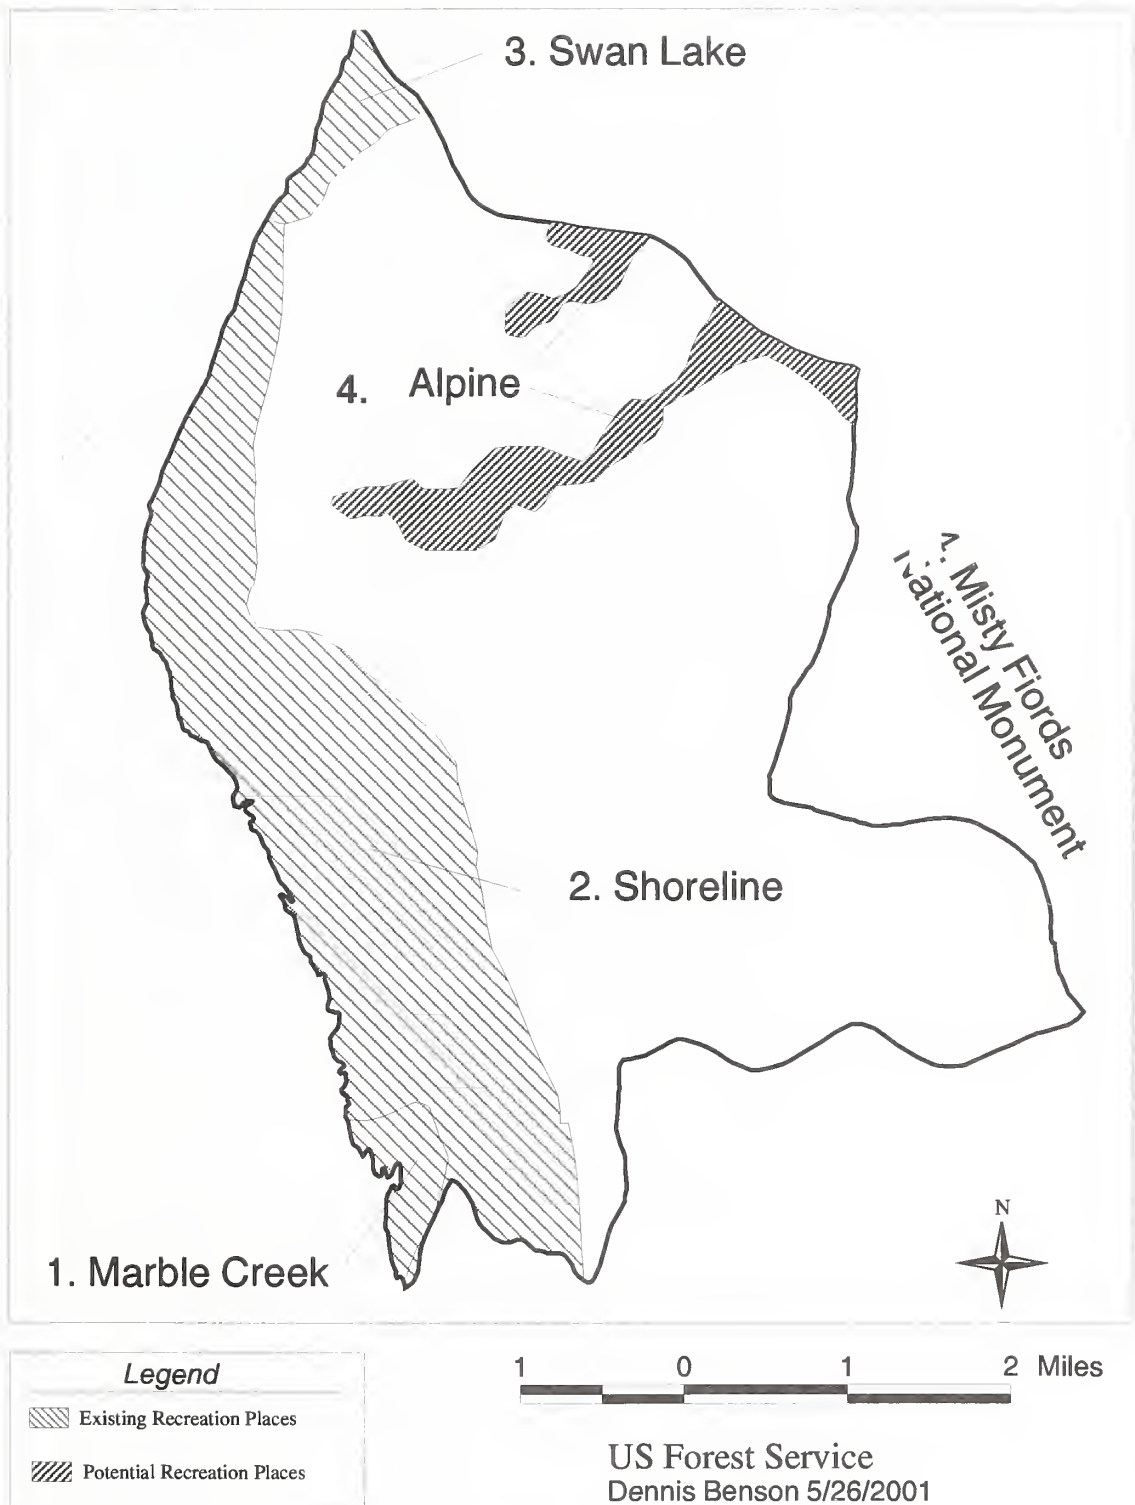 3. Swan Lake
4. Alpine
Misty Fiords
National Monument
2. Shoreline
1. Marble Creek
N
Legend
Existing Recreation Places
Potential Recreation Places
1 0 1 2 Miles
US Forest Service
Dennis Benson 5/26/2001